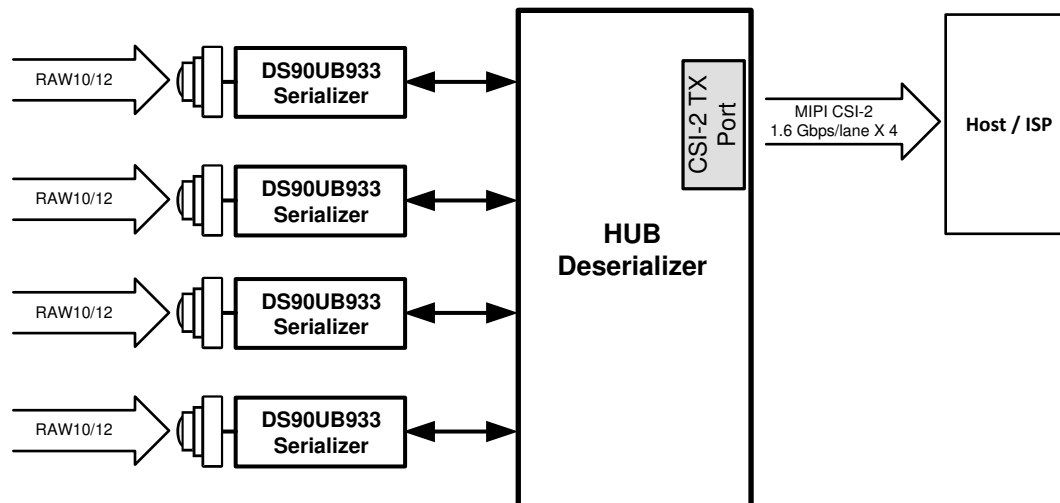 RAW10/12
DS90UB933
Serializer
RAW10/12
DS90UB933
Serializer
RAW10/12
DS90UB933
Serializer
RAW10/12
DS90UB933
Serializer
HUB
Deserializer
CSI-2 TX
Port
MIPI CSI-2
1.6 Gbps/lane X 4
Host / ISP